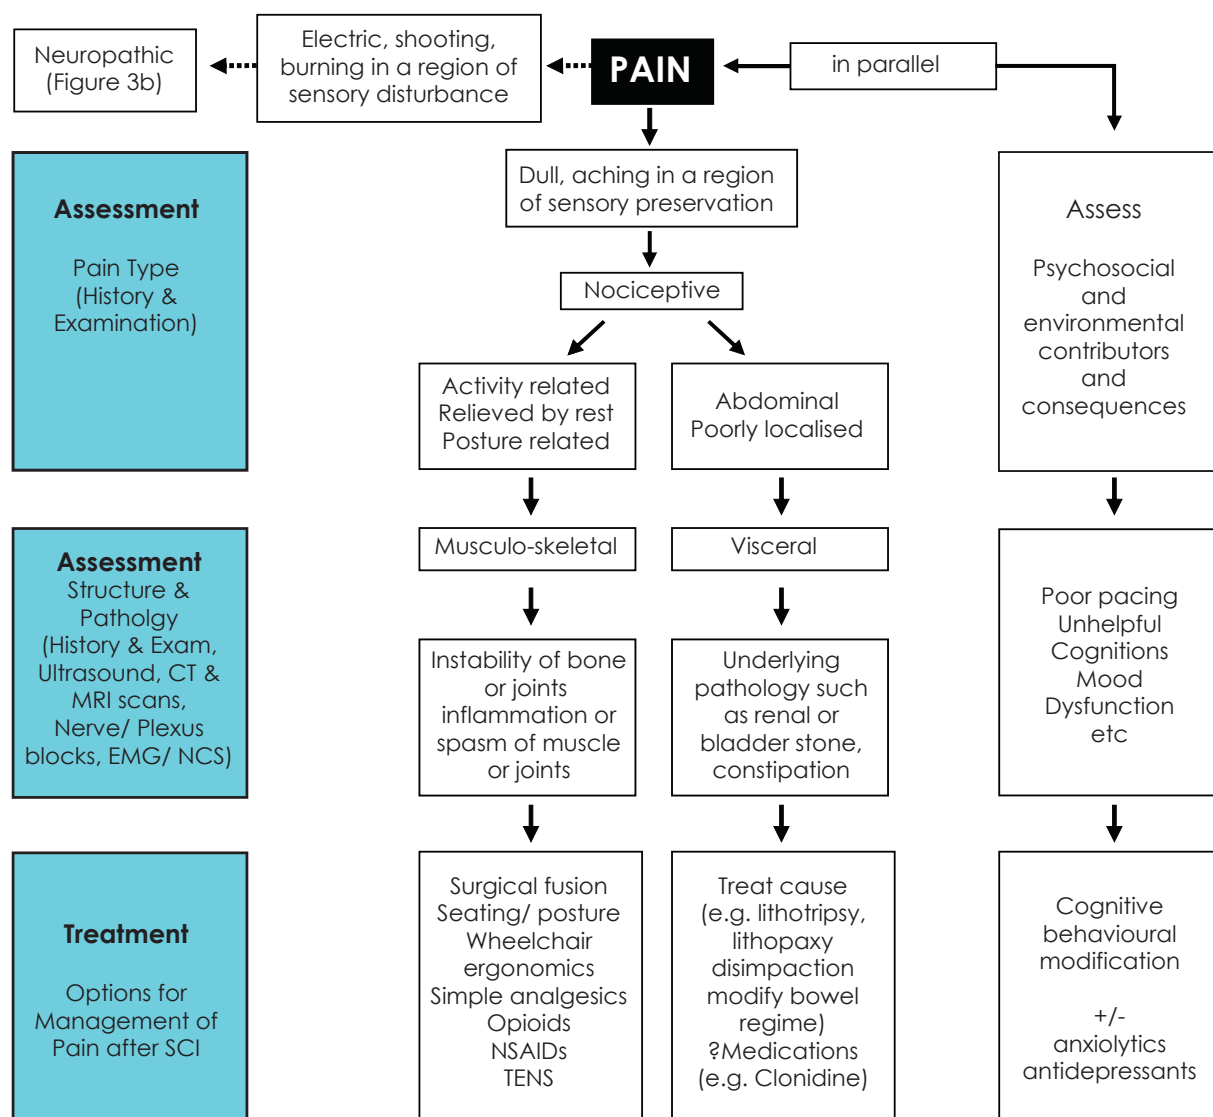 Neuropathic
(Figure 3b)
Electric, shooting,
burning in a region of
sensory disturbance
PAIN
in parallel
Assessment
Pain Type
(History &
Examination)
Dull, aching in a region
of sensory preservation
Nociceptive
Activity related
Relieved by rest
Posture related
Abdominal
Poorly localised
Assess
Psychosocial
and
environmental
contributors
and
consequences
Assessment
Structure &
Patholgy
(History & Exam,
Ultrasound, CT &
MRI scans,
Nerve/ Plexus
blocks, EMG/ NCS)
Musculo-skeletal
Visceral
Instability of bone
or joints
inflammation or
spasm of muscle
or joints
Underlying
pathology such
as renal or
bladder stone,
constipation
Poor pacing
Unhelpful
Cognitions
Mood
Dysfunction
etc
Treatment
Options for
Management of
Pain after SCI
Surgical fusion
Seating/ posture
Wheelchair
ergonomics
Simple analgesics
Opioids
NSAIDs
TENS
Treat cause
(e.g. lithotripsy,
lithopaxy
disimpaction
modify bowel
regime)
?Medications
(e.g. Clonidine)
Cognitive
behavioural
modification
+/-
anxiolytics
antidepressants